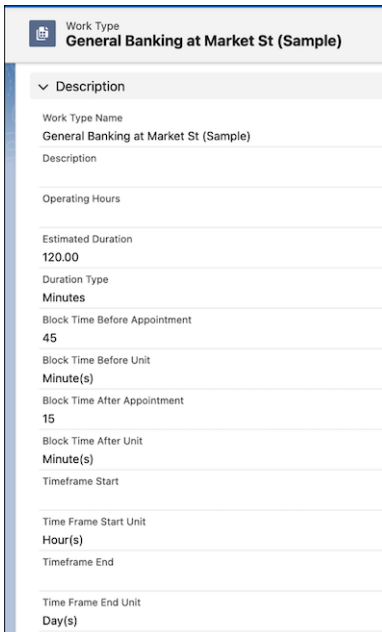 Work Type
General Banking at Market St (Sample)
Description
Work Type Name
General Banking at Market St (Sample)
Description
Operating Hours
Estimated Duration
120.00
Duration Type
Minutes
Block Time Before Appointment
45
Block Time Before Unit
Minute(s)
Block Time After Appointment
15
Block Time After Unit
Minute(s)
Timeframe Start
Time Frame Start Unit
Hour(s)
Timeframe End
Time Frame End Unit
Day(s)